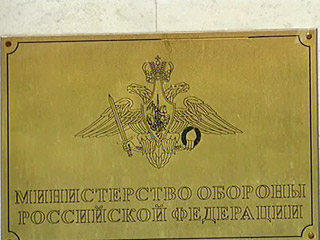 МИНИСТЕРСТВО ОБОРОНЫ
РОССИЙСКОЙ ФЕДЕРАЦИИ